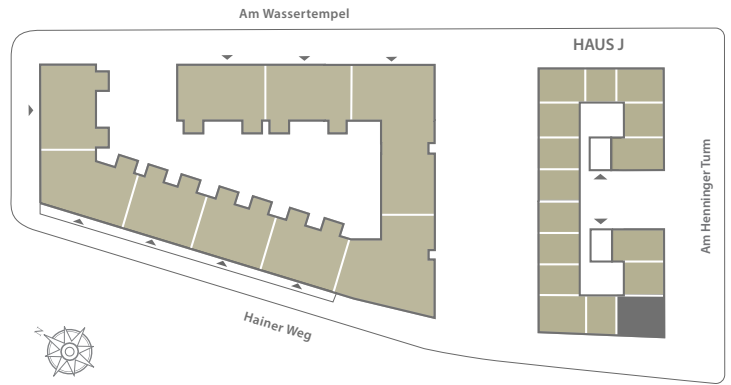 Am Wassertempel
HAUS J
Am Henninger Turm
Hainer Weg
N